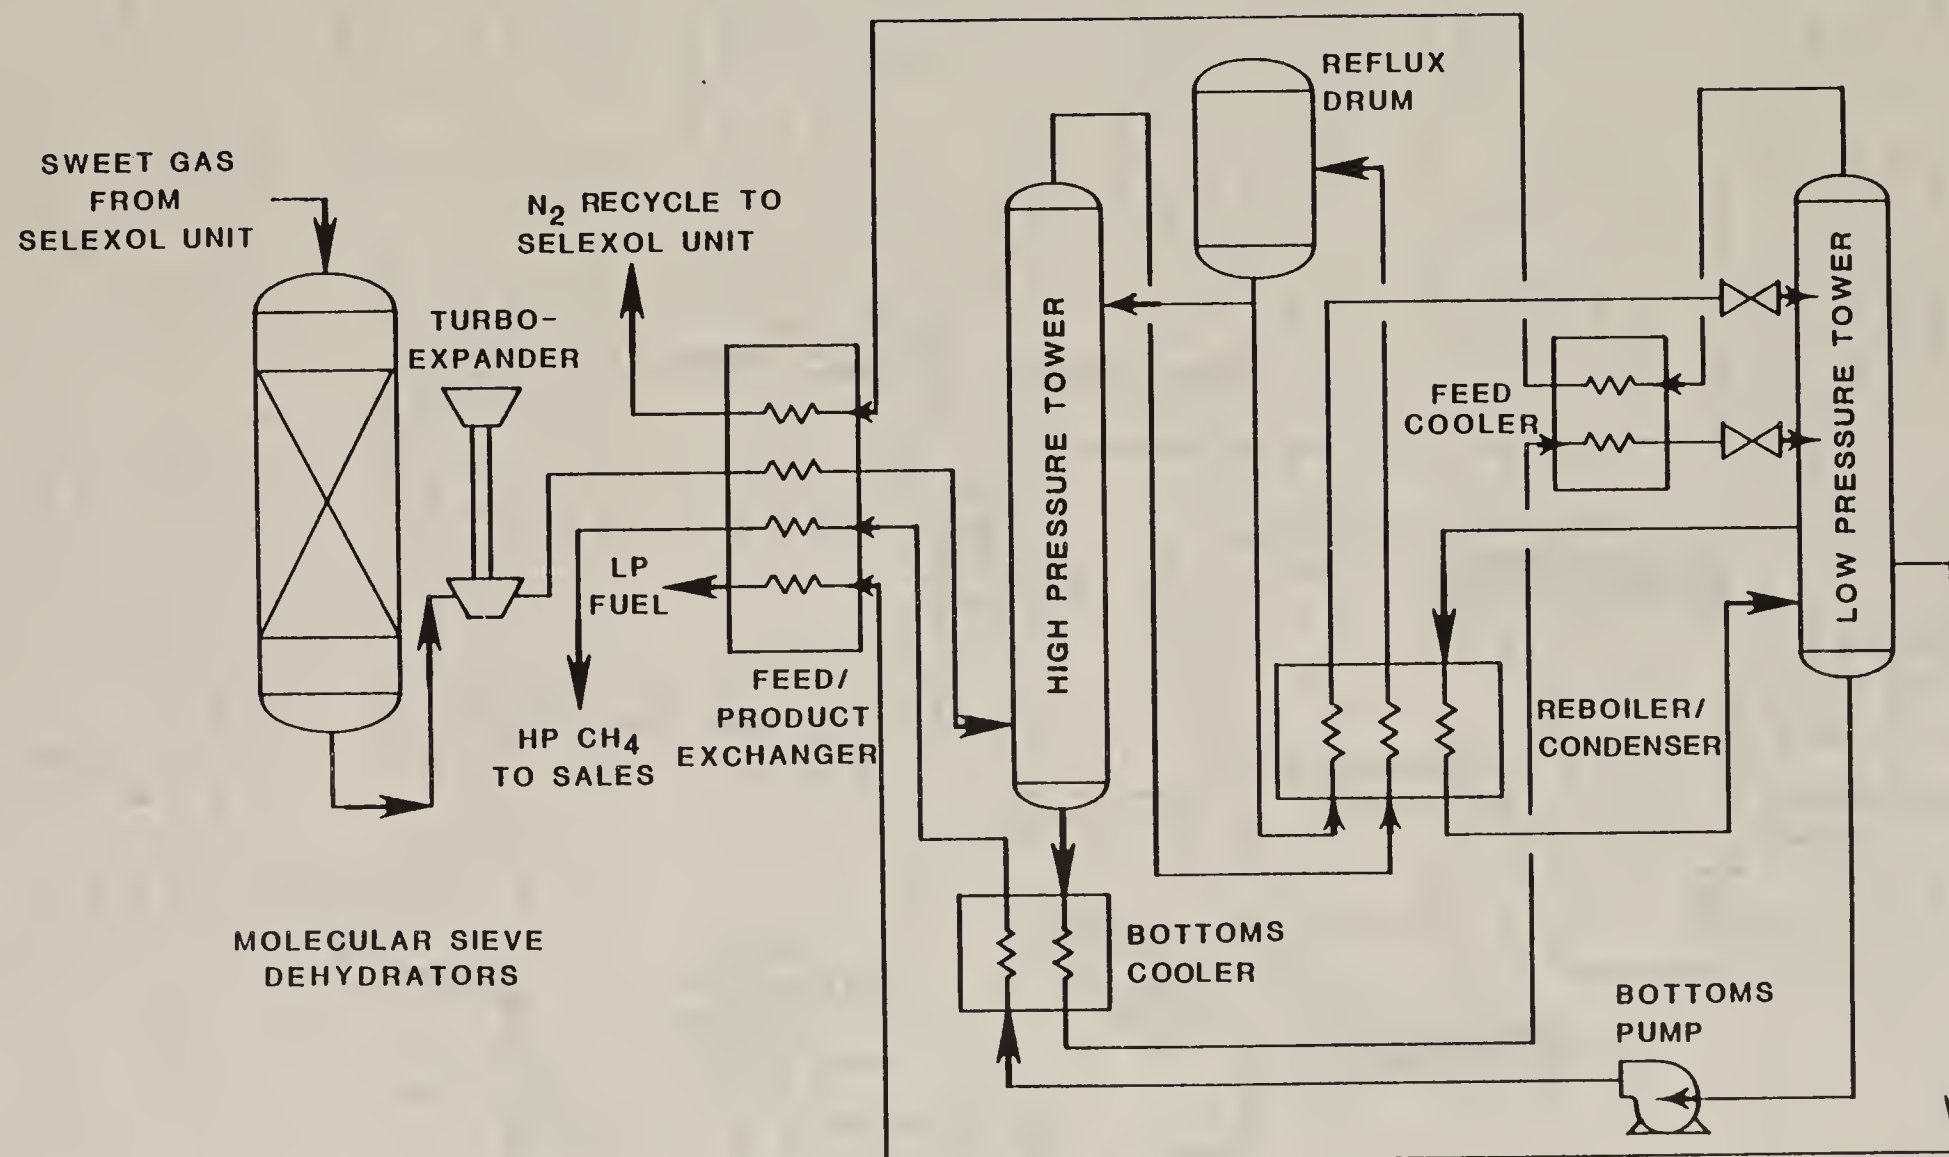 REFLUX
DRUM
SWEET GAS
FROM
SELEXOL UNIT
N2 RECYCLE TO
SELEXOL UNIT
TURBO-
EXPANDER
HIGH PRESSURE TOWER
LOW PRESSURE TOWER
FEED
COOLER
LP
FUEL
FEED/
PRODUCT
EXCHANGER
HP CH4
TO SALES
REBOILER/
CONDENSER
MOLECULAR SIEVE
DEHYDRATORS
BOTTOMS
COOLER
BOTTOMS
PUMP